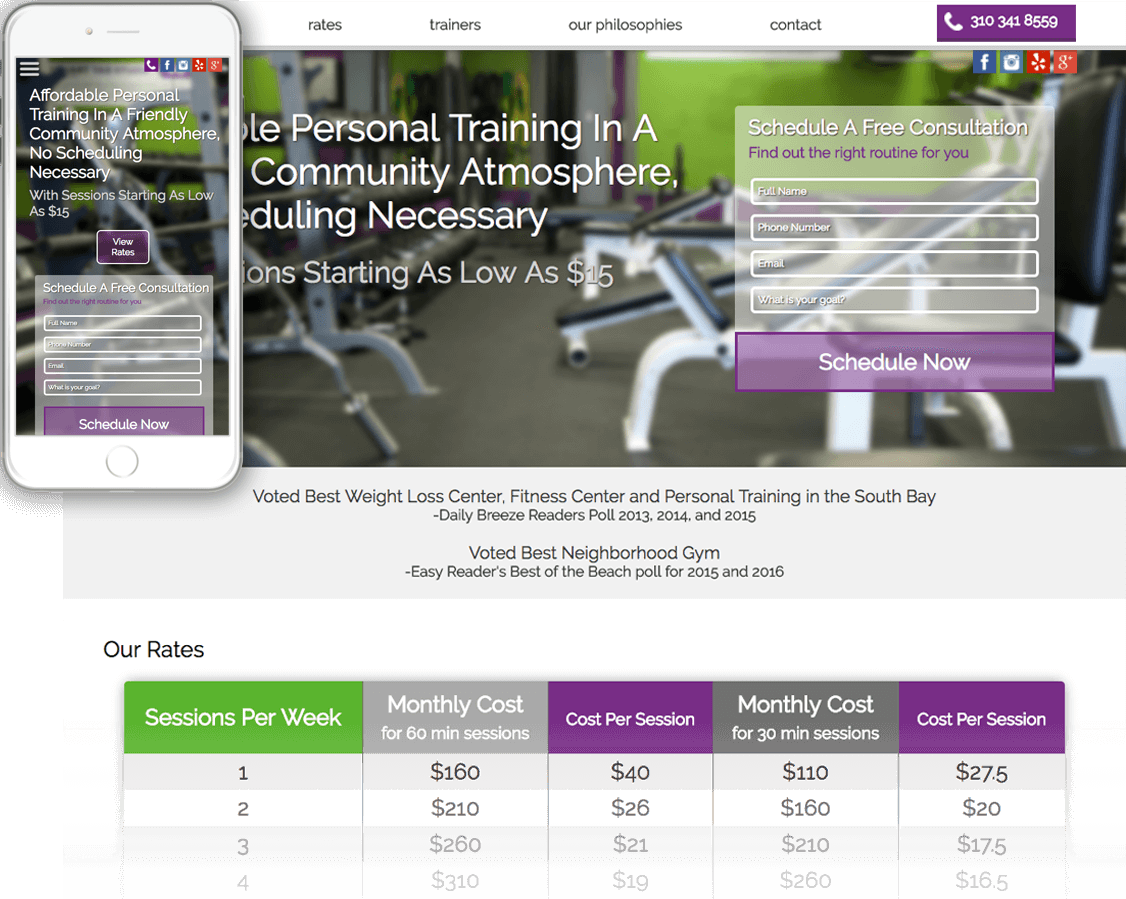 rates trainers our philosophies contact 310 341 8559
Affordable Personal
Training In A Friendly
Community Atmosphere,
No Scheduling
Necessary
With Sessions Starting As Low
As $15
View
Rates
Schedule A Free Consultation
Find out the right routine for you
Full Name
Phone Number
Email
What is your goal?
Schedule Now
ble Personal Training In A
Community Atmosphere,
eduling Necessary
ions Starting As Low As $15
Schedule A Free Consultation
Find out the right routine for you
Full Name
Phone Number
Email
What is your goal?
Schedule Now
Voted Best Weight Loss Center, Fitness Center and Personal Training in the South Bay
-Daily Breeze Readers Poll 2013, 2014, and 2015
Voted Best Neighborhood Gym
-Easy Reader's Best of the Beach poll for 2015 and 2016
Our Rates
Sessions Per Week Monthly Cost for 60 min sessions Cost Per Session Monthly Cost for 30 min sessions Cost Per Session
1 $160 $40 $110 $27.5
2 $210 $26 $160 $20
3 $260 $21 $210 $17.5
4 $310 $19 $260 $16.5